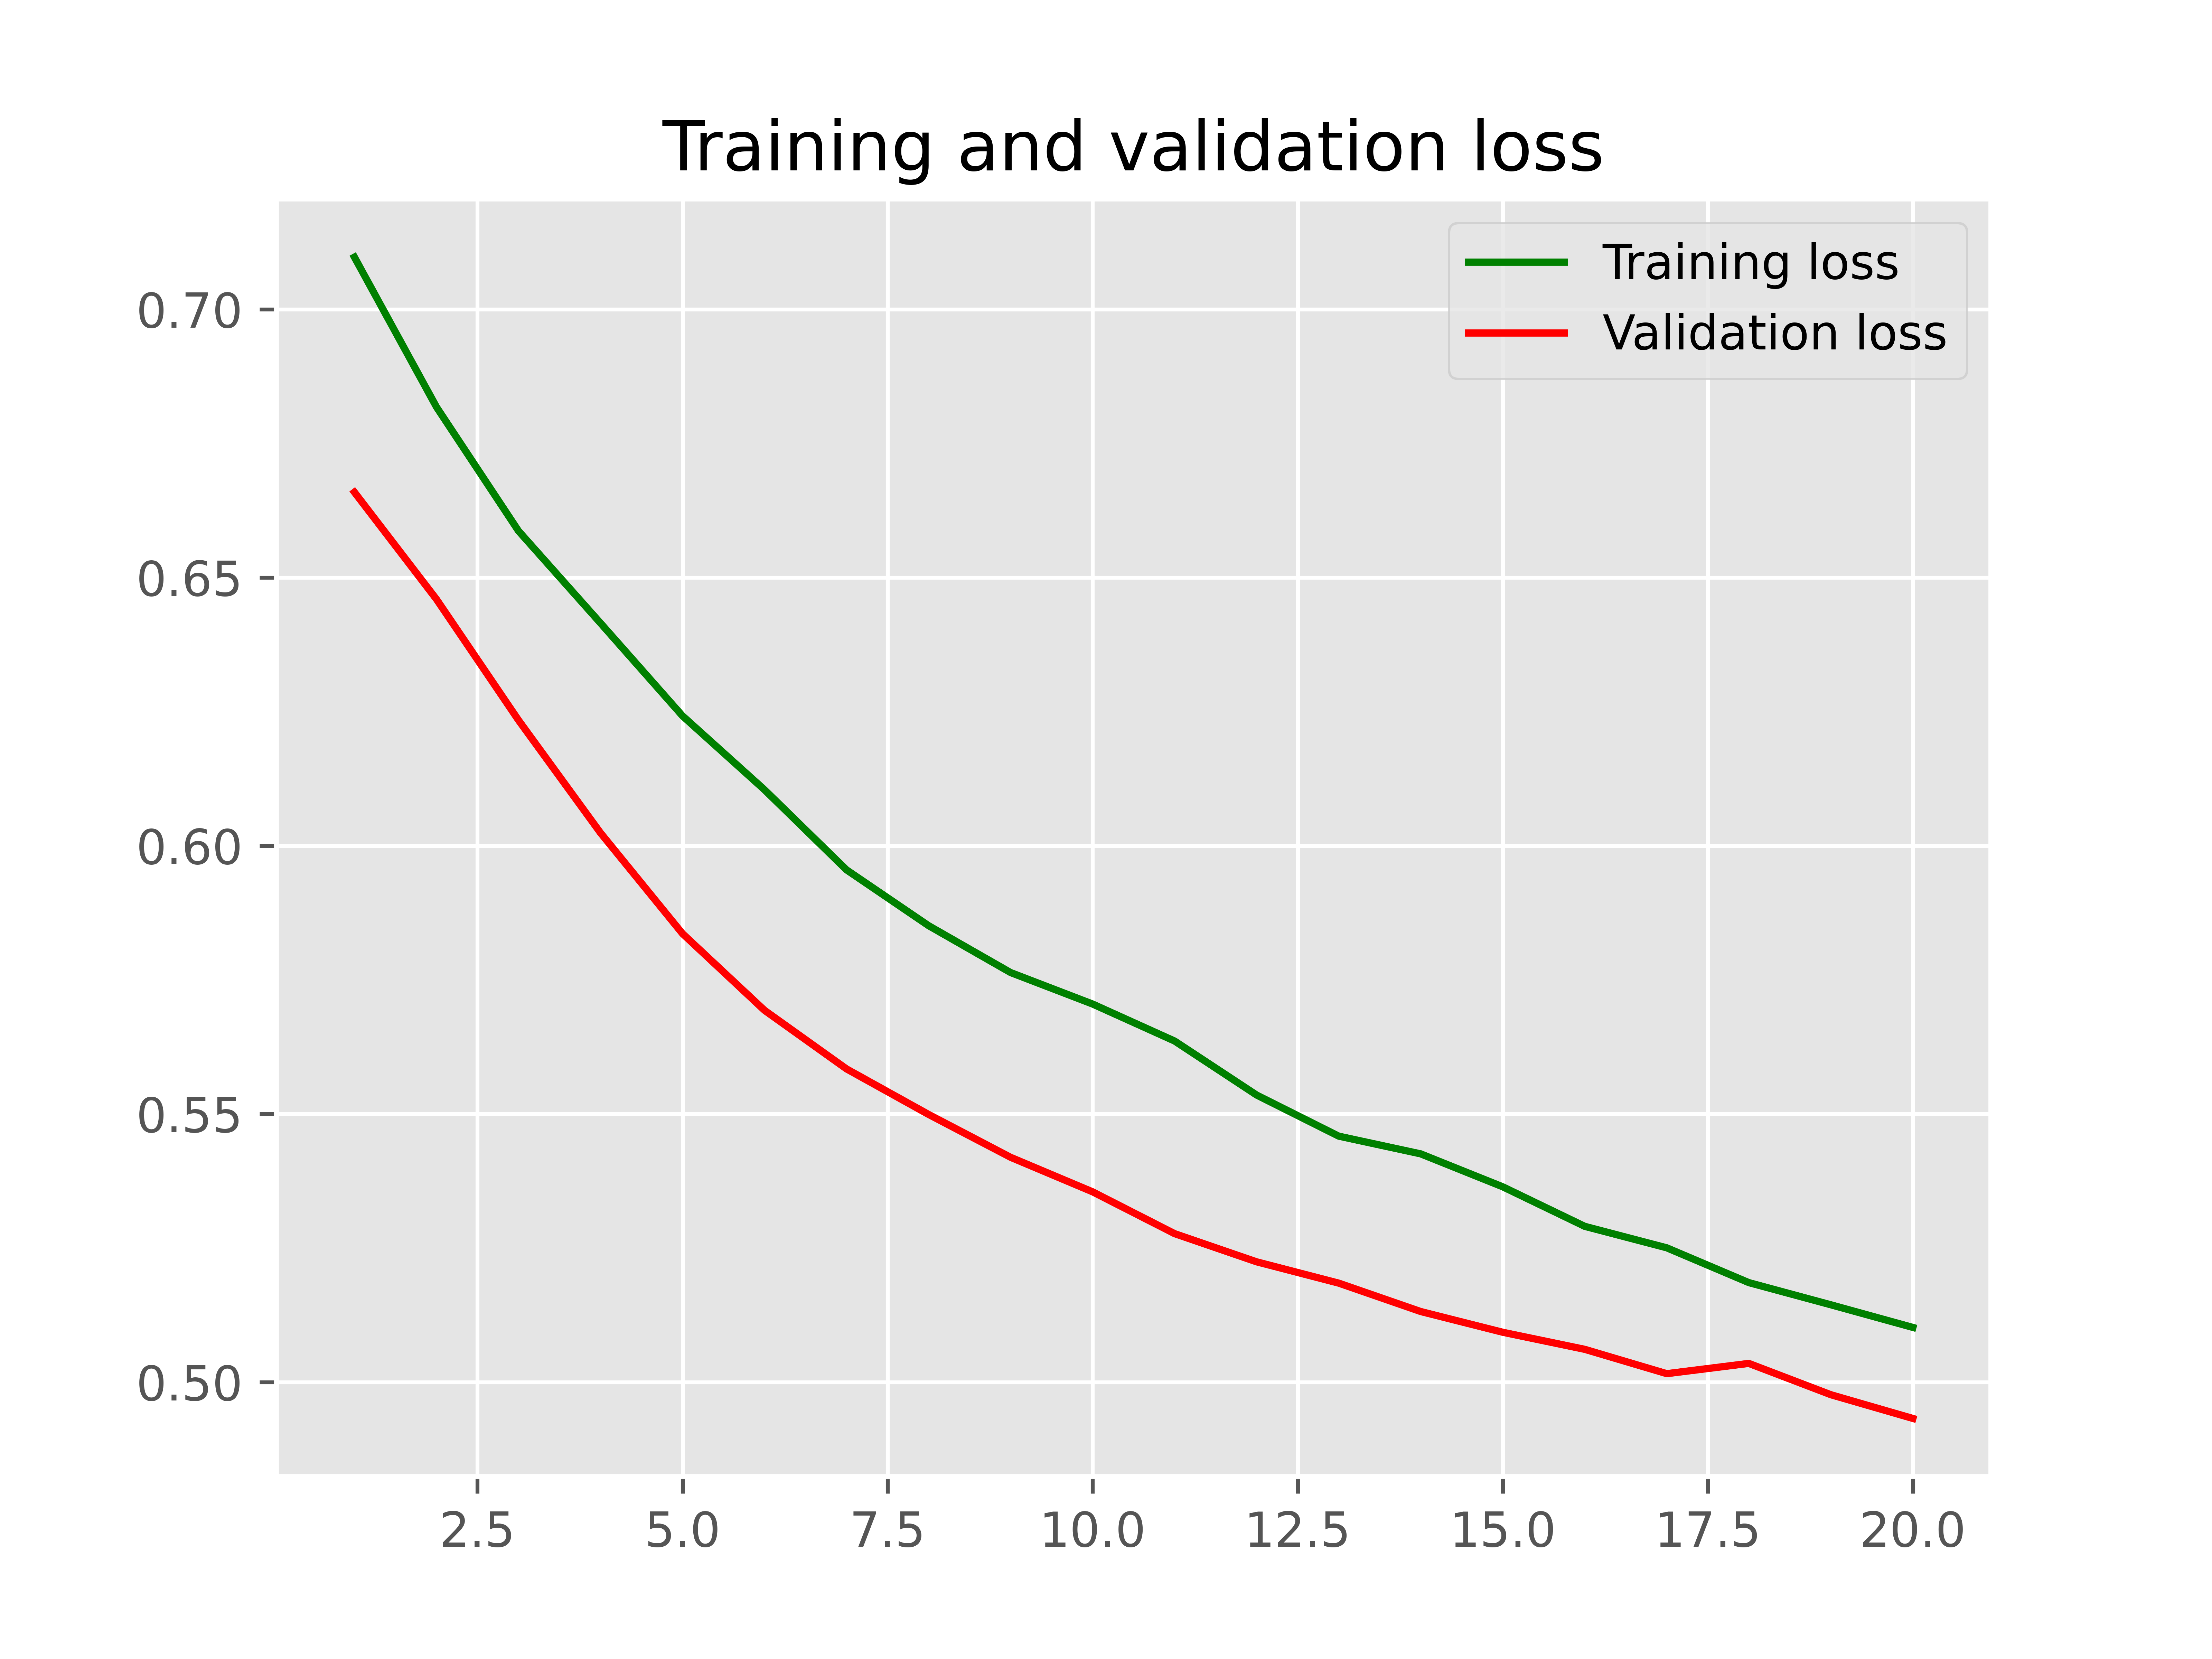 Training and validation loss
Training loss
Validation loss
0.70
0.65
0.60
0.55
0.50
2.5 5.0 7.5 10.0 12.5 15.0 17.5 20.0